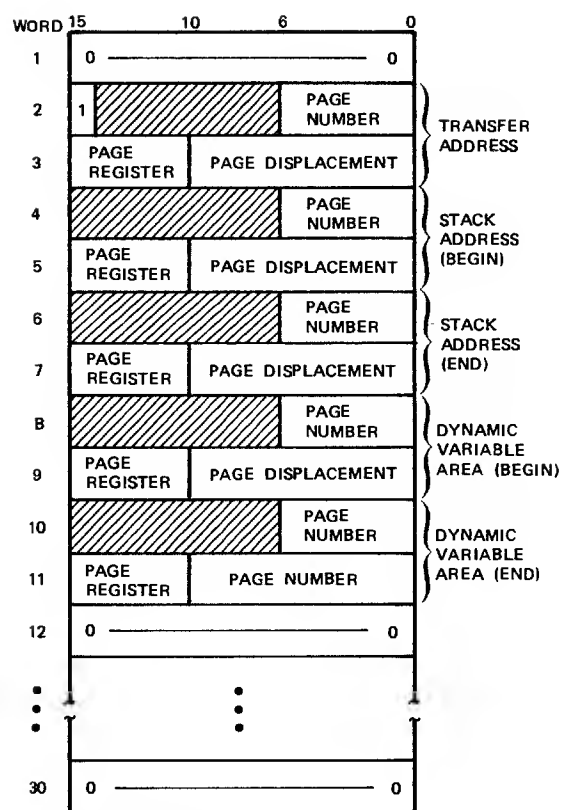 WORD 15 10 6 0
1 0 0
2 1 PAGE NUMBER
3 PAGE REGISTER PAGE DISPLACEMENT
TRANSFER ADDRESS
4 PAGE NUMBER
5 PAGE REGISTER PAGE DISPLACEMENT
STACK ADDRESS (BEGIN)
6 PAGE NUMBER
7 PAGE REGISTER PAGE DISPLACEMENT
STACK ADDRESS (END)
B PAGE NUMBER
9 PAGE REGISTER PAGE DISPLACEMENT
DYNAMIC VARIABLE AREA (BEGIN)
10 PAGE NUMBER
11 PAGE REGISTER PAGE NUMBER
DYNAMIC VARIABLE AREA (END)
12 0 0
30 0 0